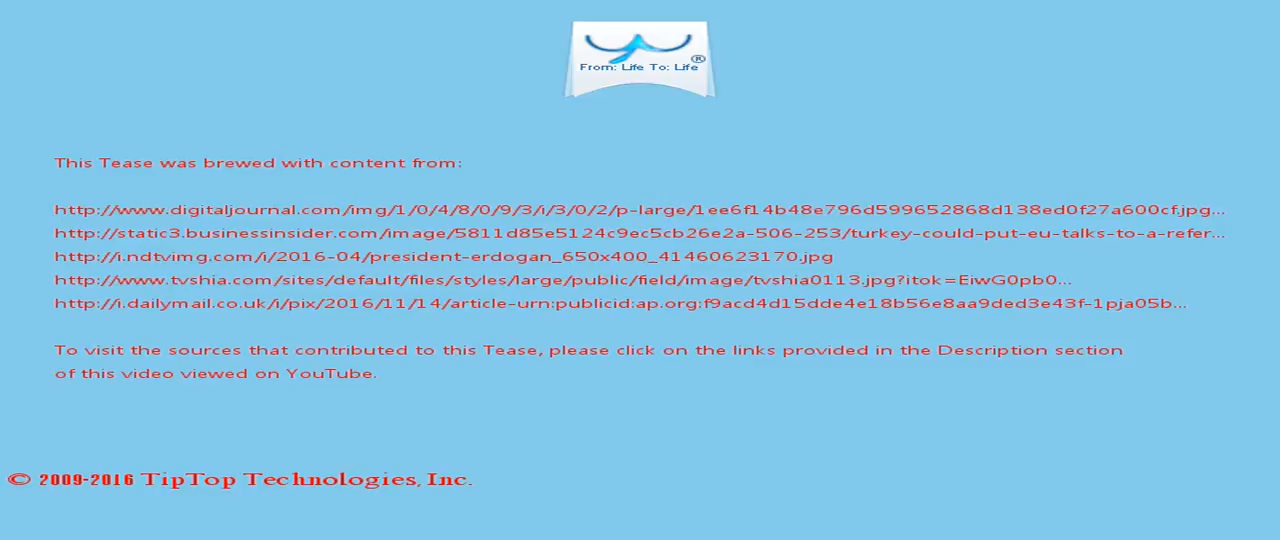 From: Life To: Life ®
This Tease was brewed with content from:
http://www.digitaljournal.com/img/1/0/4/8/0/9/3/i/3/0/2/p-large/1ee6f14b48e796d599652868d138ed0f27a600cf.jpg...
http://static3.businessinsider.com/image/5811d85e5124c9ec5cb26e2a-506-253/turkey-could-put-eu-talks-to-a-refer...
http://i.ndtvimg.com/i/2016-04/president-erdogan_650x400_41460623170.jpg
http://www.tvshia.com/sites/default/files/styles/large/public/field/image/tvshia0113.jpg?itok=EiwG0pb0...
http://i.dailymail.co.uk/i/pix/2016/11/14/article-urn:publicid:ap.org:f9acd4d15dde4e18b56e8aa9ded3e43f-1pja05b...
To visit the sources that contributed to this Tease, please click on the links provided in the Description section
of this video viewed on YouTube.
© 2009-2016 TipTop Technologies, Inc.